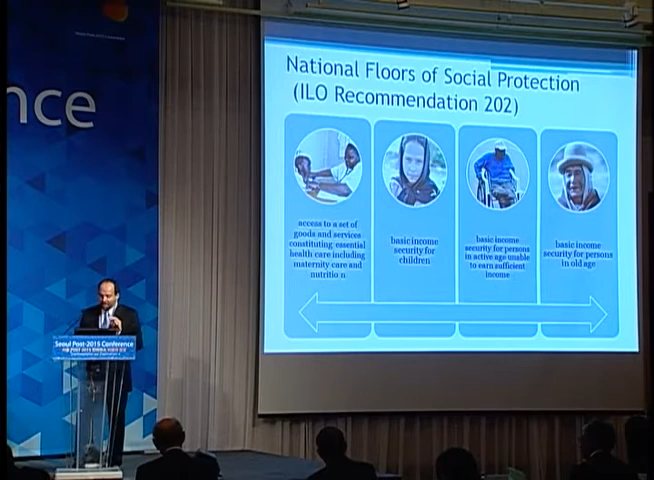 nce
National Floors of Social Protection
(ILO Recommendation 202)
access to a set of
goods and services
constituting essential
health care including
maternity care and
nutritio n
basic income
security for
children
basic income
security for persons
in active age unable
to earn sufficient
income
basic income
security for persons
in old age
Seoul Post-2015 Conference